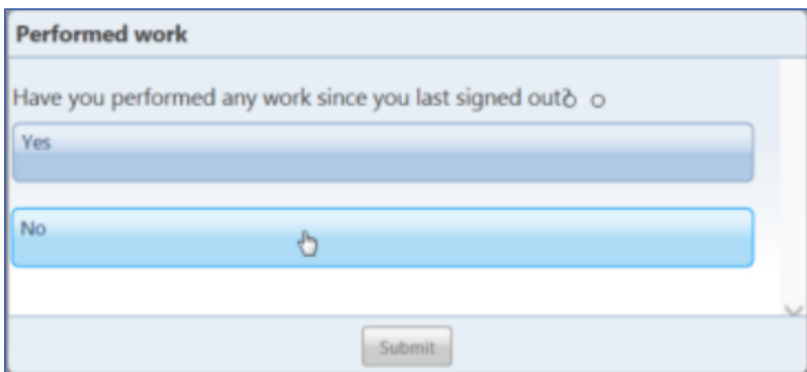 Performed work
Have you performed any work since you last signed out?
Yes
No
Submit